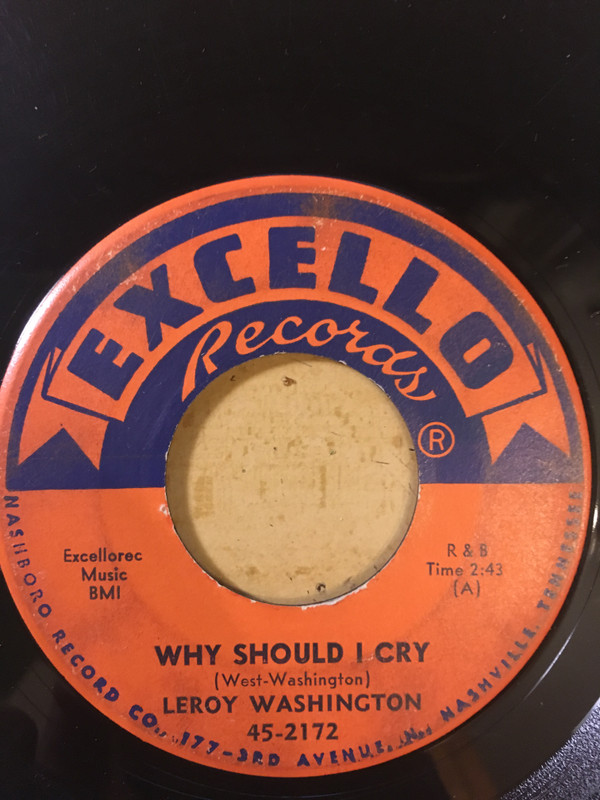 EXCELLO
Records
®
Excellorec
Music
BMI
R & B
Time 2:43
(A)
WHY SHOULD I CRY
(West-Washington)
LEROY WASHINGTON
45-2172
NASHBORO RECORD CO., 177-3RD AVENUE, N., NASHVILLE, TENNESSEE